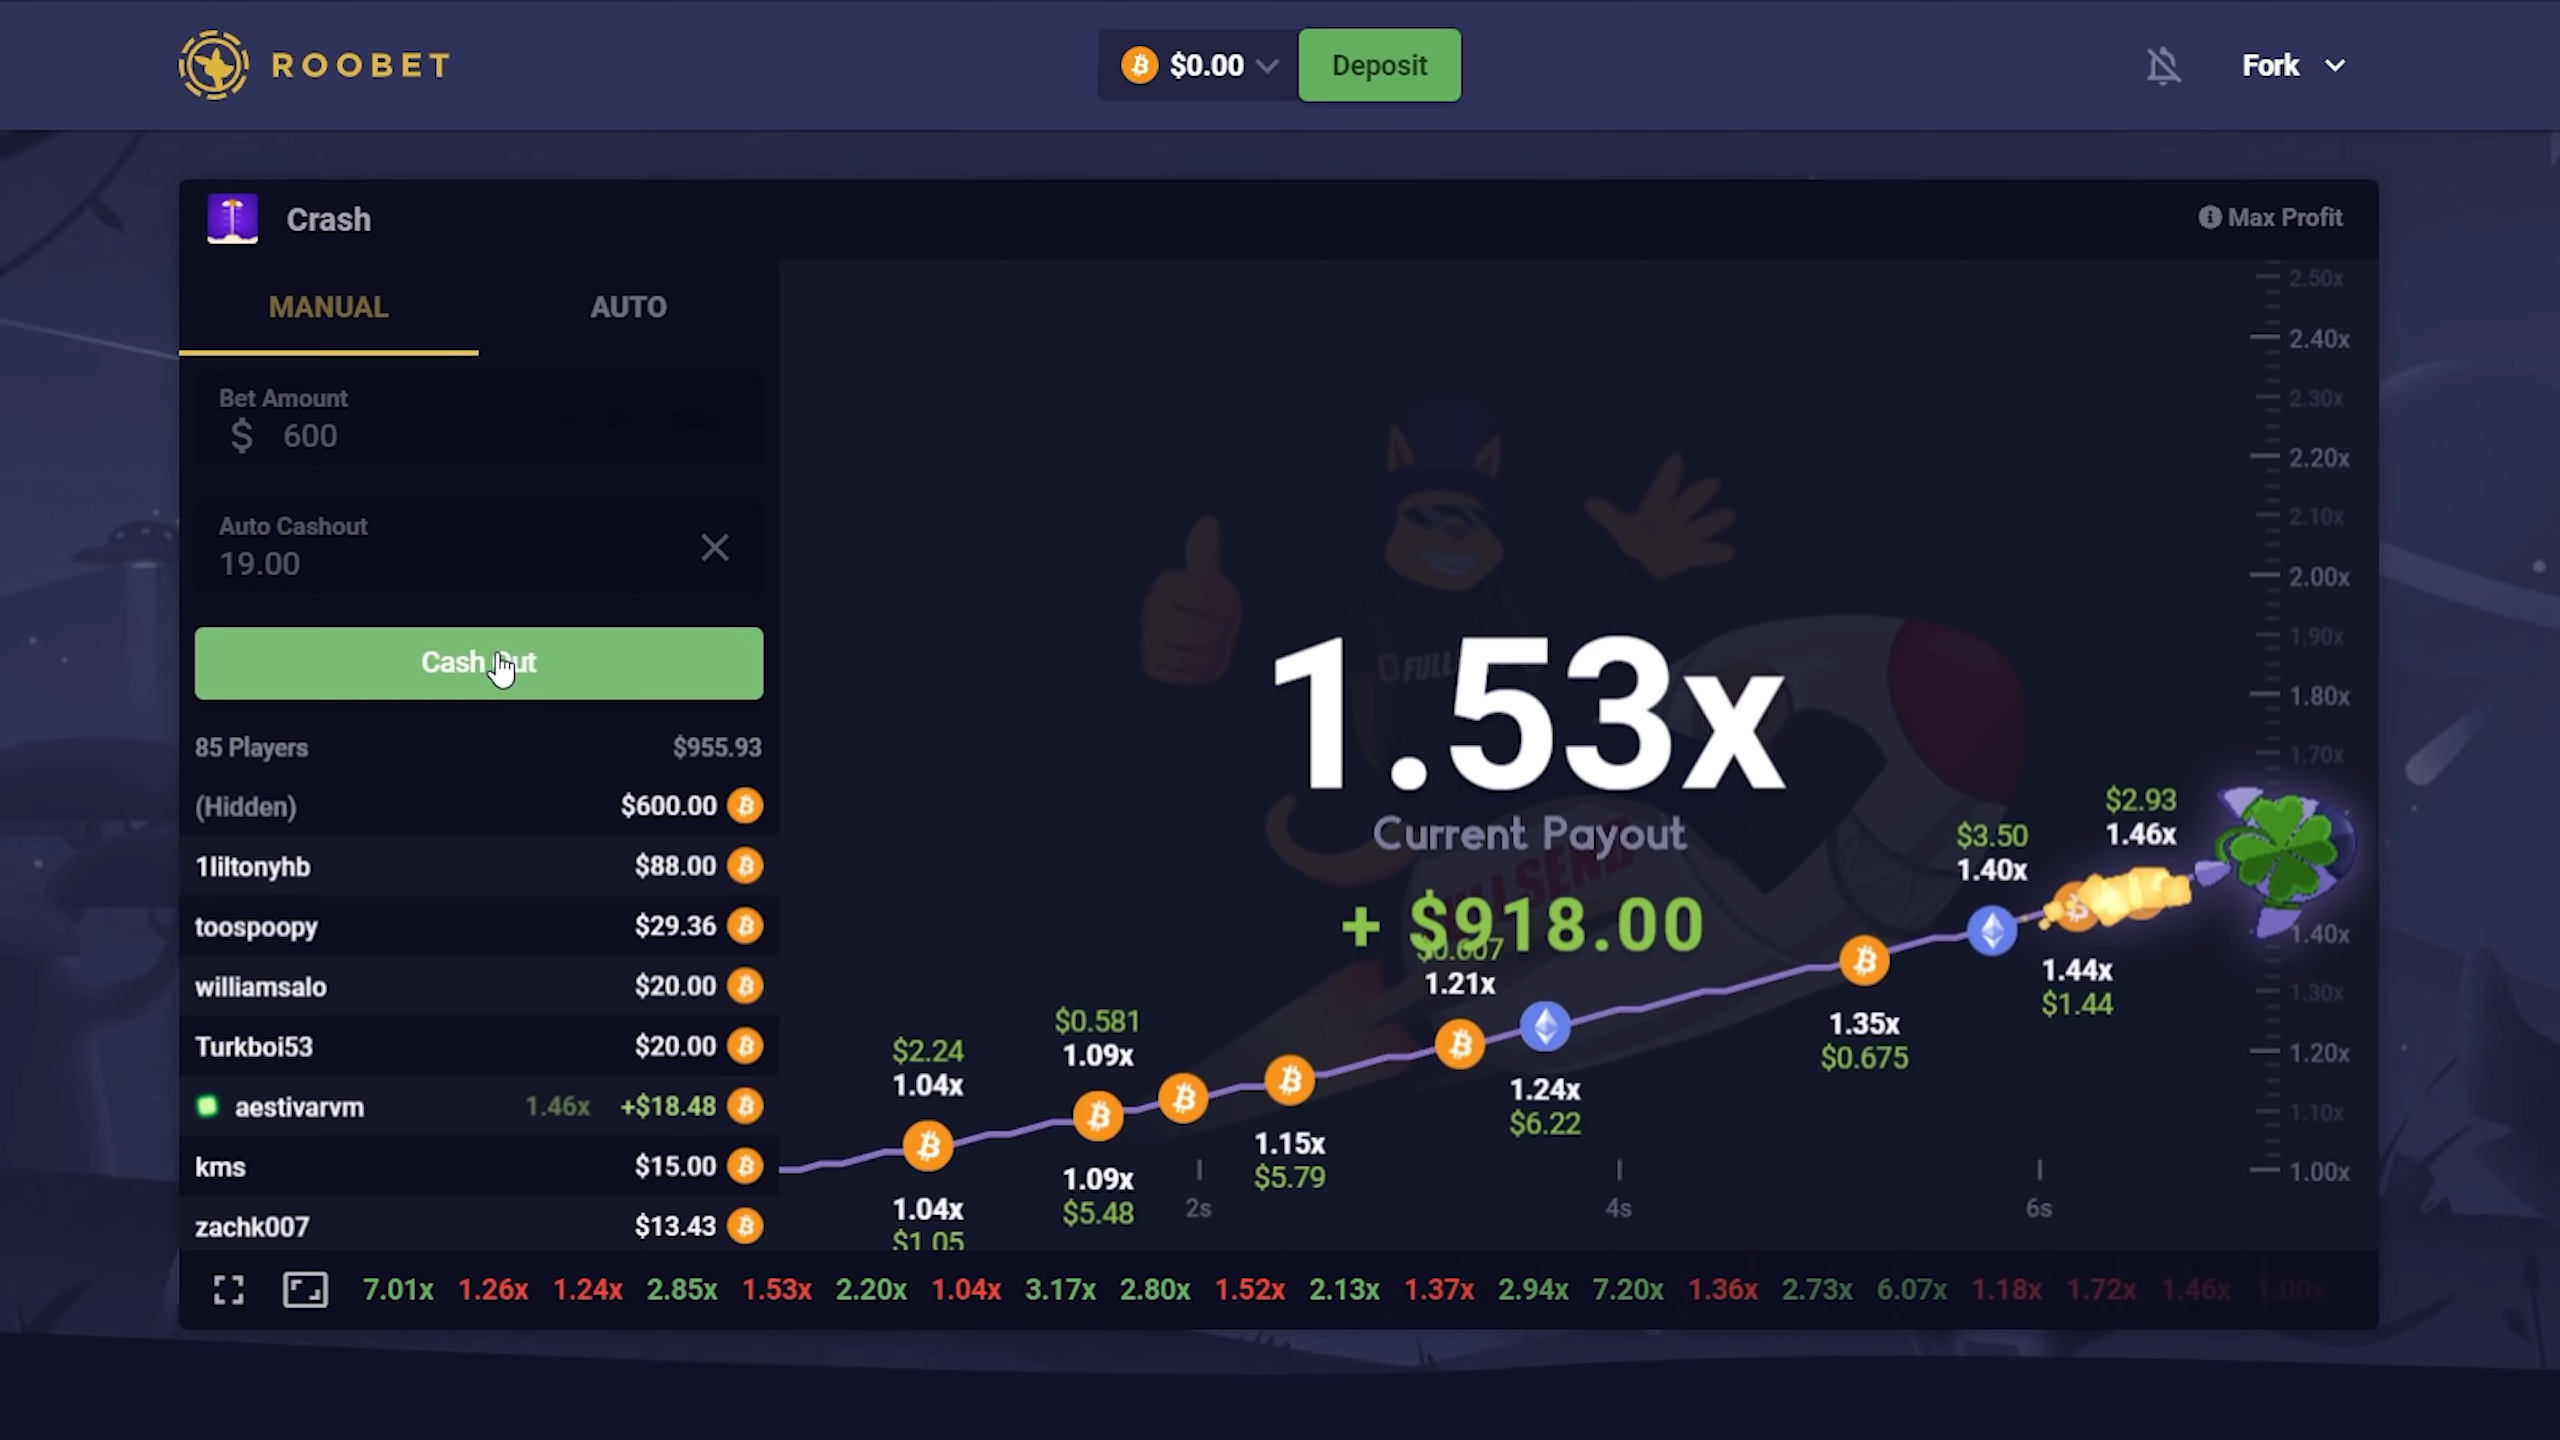 ROOBET
$0.00
Deposit
Fork
Crash
Max Profit
MANUAL
AUTO
Bet Amount
$ 600
Auto Cashout
19.00
Cash Out
85 Players $955.93
(Hidden) $600.00
1liltonyhb $88.00
toospoopy $29.36
williamsalo $20.00
Turkboi53 $20.00
aestivarvm 1.46x +$18.48
kms $15.00
zachk007 $13.43
1.53x
Current Payout
+ $918.00
FULL
FULLSEND
$2.24
1.04x
1.04x
$1.05
$0.581
1.09x
1.09x
$5.48
1.15x
$5.79
$0.607
1.21x
1.24x
$6.22
1.35x
$0.675
$3.50
1.40x
1.44x
$1.44
$2.93
1.46x
2s
4s
6s
2.50x
2.40x
2.30x
2.20x
2.10x
2.00x
1.90x
1.80x
1.70x
1.40x
1.30x
1.20x
1.10x
1.00x
7.01x 1.26x 1.24x 2.85x 1.53x 2.20x 1.04x 3.17x 2.80x 1.52x 2.13x 1.37x 2.94x 7.20x 1.36x 2.73x 6.07x 1.18x 1.72x 1.46x 1.00x